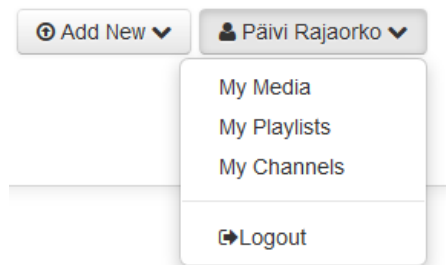 Add New Päivi Rajaorko
My Media
My Playlists
My Channels
Logout